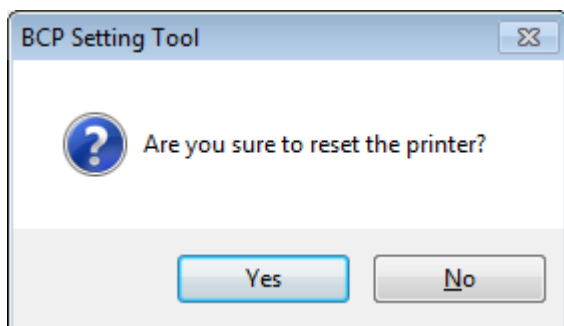 BCP Setting Tool
Are you sure to reset the printer?
Yes
No